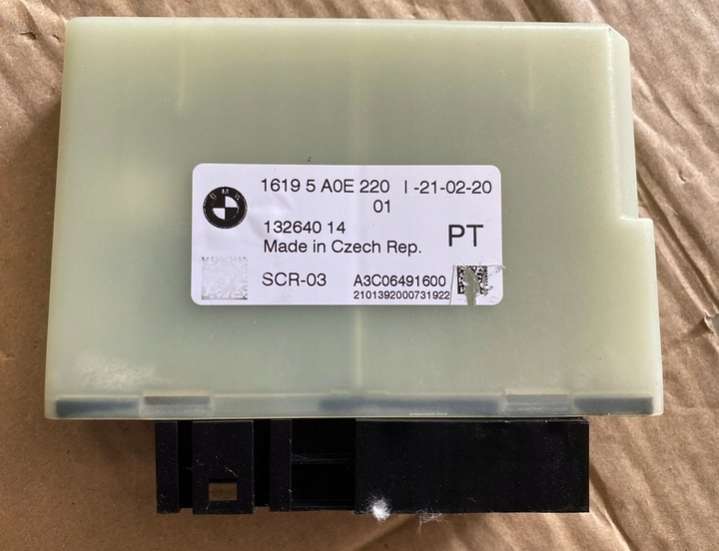 BMW
1619 5 A0E 220 I -21-02-20
01
132640 14
Made in Czech Rep.
PT
SCR-03 A3C06491600
2101392000731922